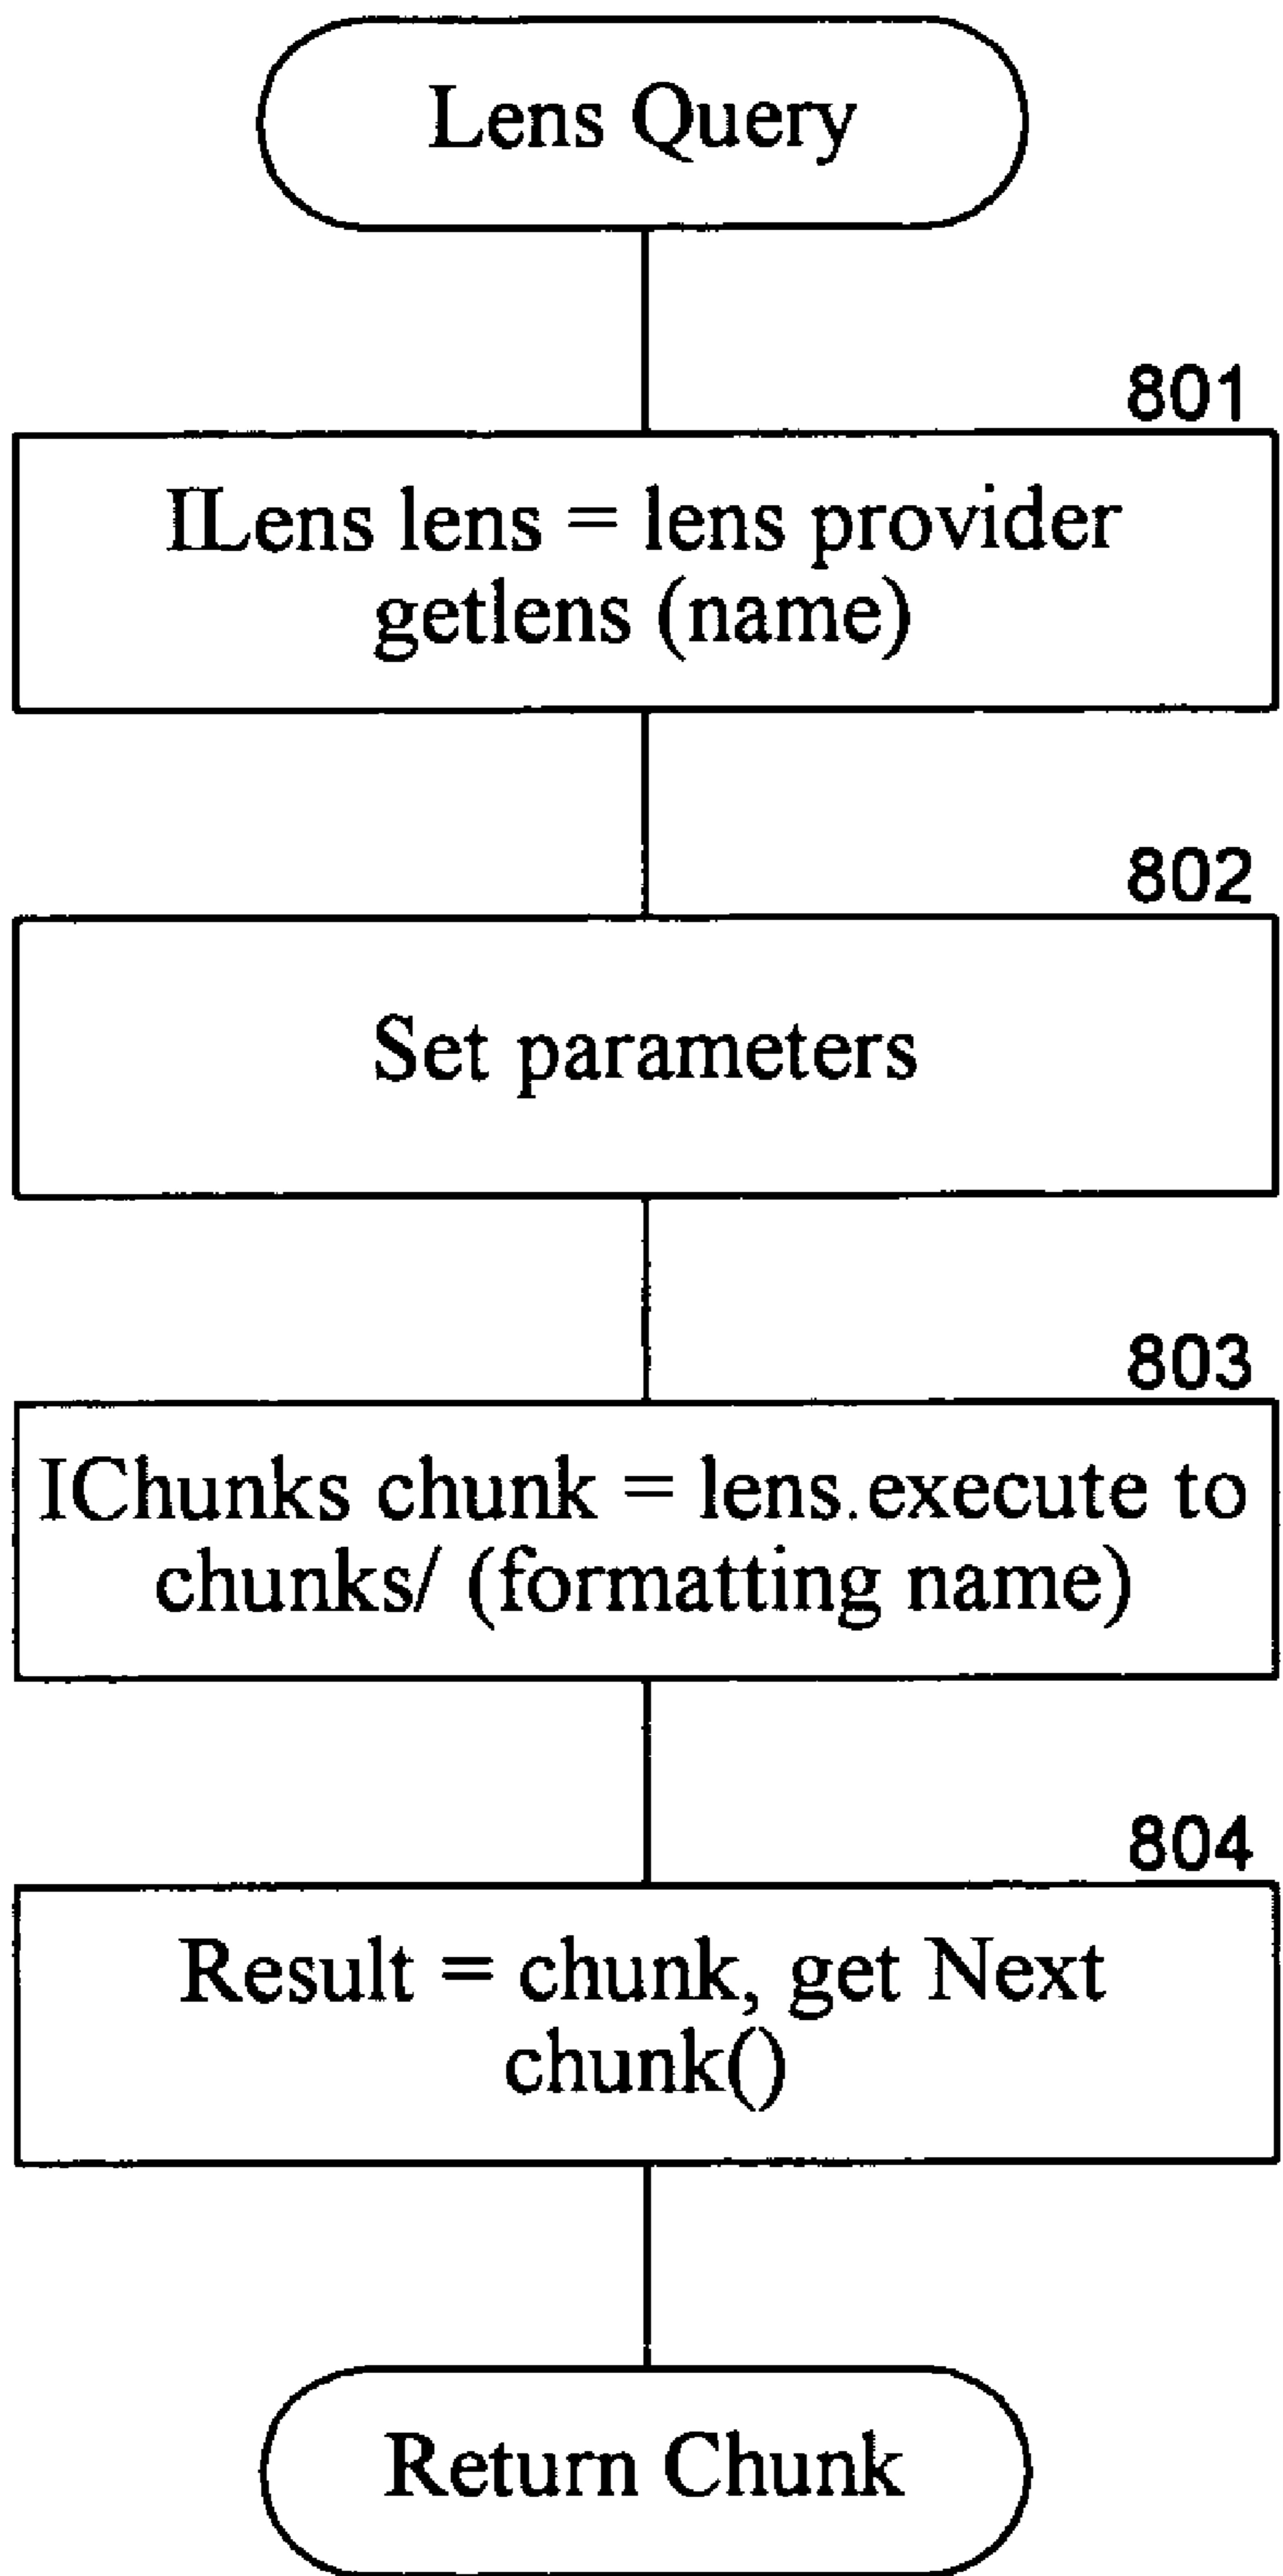 Lens Query
801
ILens lens = lens provider
getlens (name)
802
Set parameters
803
IChunks chunk = lens.execute to
chunks/ (formatting name)
804
Result = chunk, get Next
chunk()
Return Chunk